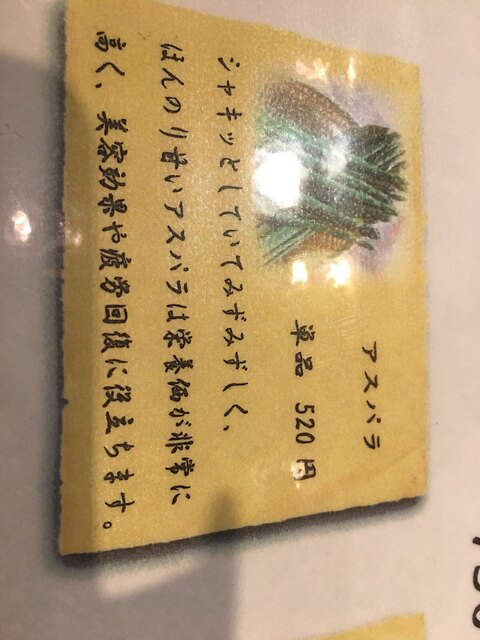 アスパラ
単品 520円
シャキッとしていてみずみずしく、
ほんのり甘いアスパラは栄養価が非常に
高く、美容効果や疲労回復に役立ちます。